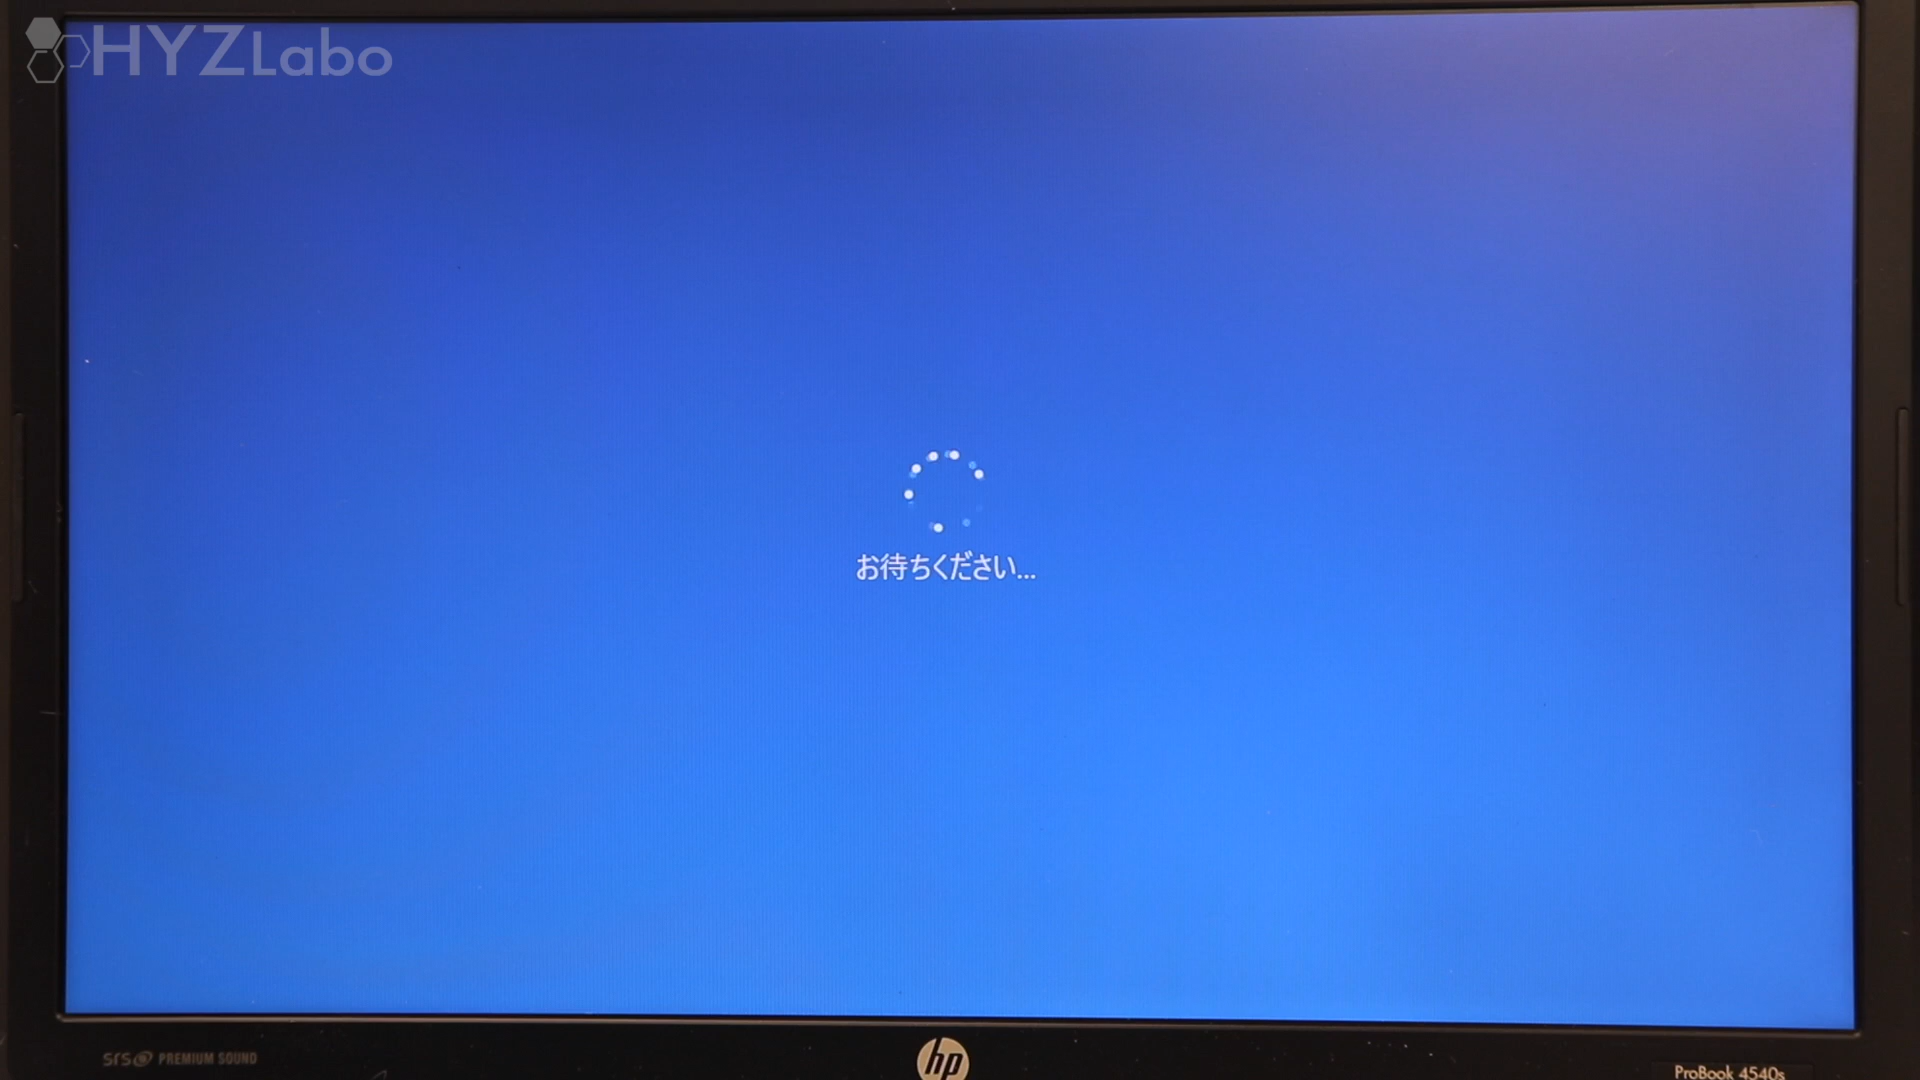 HYZLabo
お待ちください...
srs PREMIUM SOUND
hp
ProBook 4540s